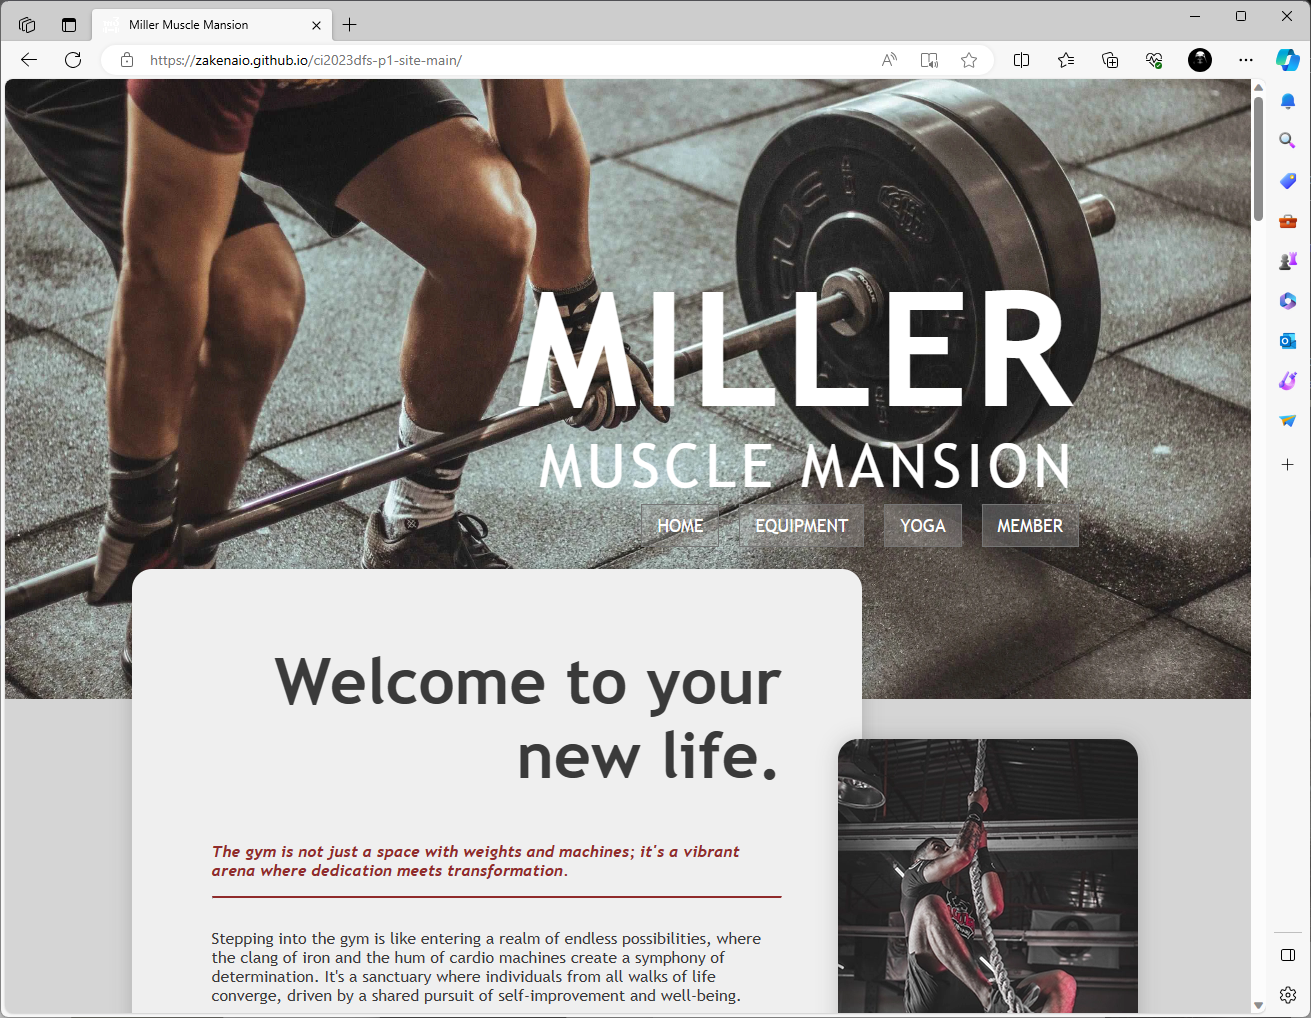 Miller Muscle Mansion
https://zakenaio.github.io/ci2023dfs-p1-site-main/
MILLER
MUSCLE MANSION
HOME EQUIPMENT YOGA MEMBER
Welcome to your
new life.
The gym is not just a space with weights and machines; it's a vibrant
arena where dedication meets transformation.
Stepping into the gym is like entering a realm of endless possibilities, where
the clang of iron and the hum of cardio machines create a symphony of
determination. It's a sanctuary where individuals from all walks of life
converge, driven by a shared pursuit of self-improvement and well-being.